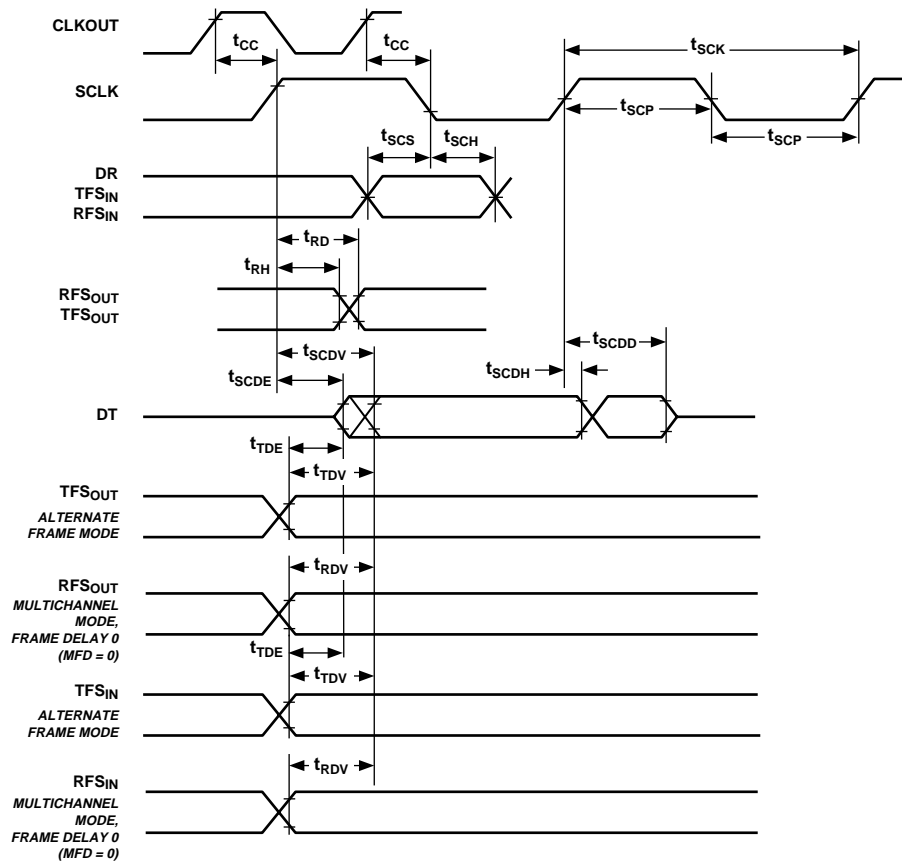 CLKOUT
tCC
tCC
tSCK
SCLK
tSCP
tSCP
tSCS
tSCH
DR
TFSIN
RFSIN
tRD
tRH
RFSOUT
TFSOUT
tSCDV
tSCDD
tSCDE
tSCDH
DT
tTDE
tTDV
TFSOUT
ALTERNATE
FRAME MODE
tRDV
RFSOUT
MULTICHANNEL
MODE,
FRAME DELAY 0
(MFD = 0)
tTDE
tTDV
TFSIN
ALTERNATE
FRAME MODE
tRDV
RFSIN
MULTICHANNEL
MODE,
FRAME DELAY 0
(MFD = 0)